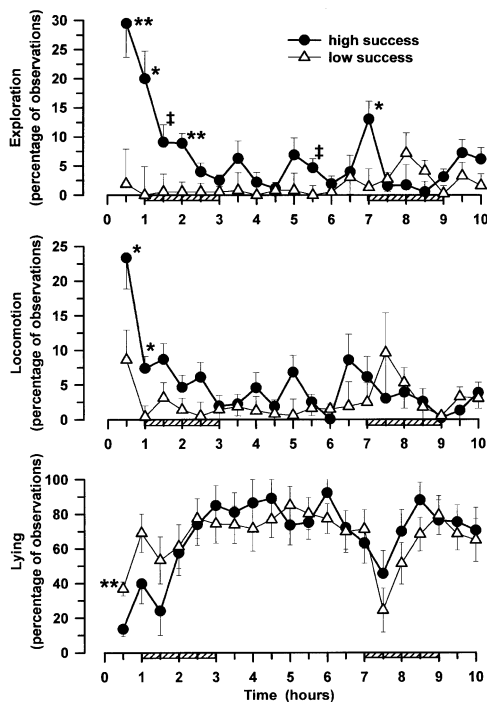 high success
low success
Exploration
(percentage of observations)
30
25
20
15
10
5
0
**
*
‡
**
‡
*
0 1 2 3 4 5 6 7 8 9 10
Locomotion
(percentage of observations)
25
20
15
10
5
0
*
*
0 1 2 3 4 5 6 7 8 9 10
Lying
(percentage of observations)
100
80
60
40
20
0
**
0 1 2 3 4 5 6 7 8 9 10
Time (hours)